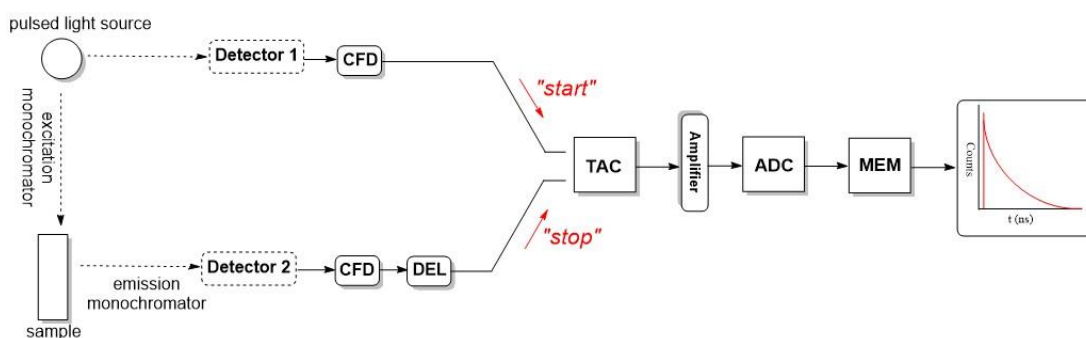 pulsed light source
Detector 1
CFD
"start"
excitation
monochromator
TAC
Amplifier
ADC
MEM
Counts
t (ns)
"stop"
Detector 2
CFD
DEL
emission
monochromator
sample